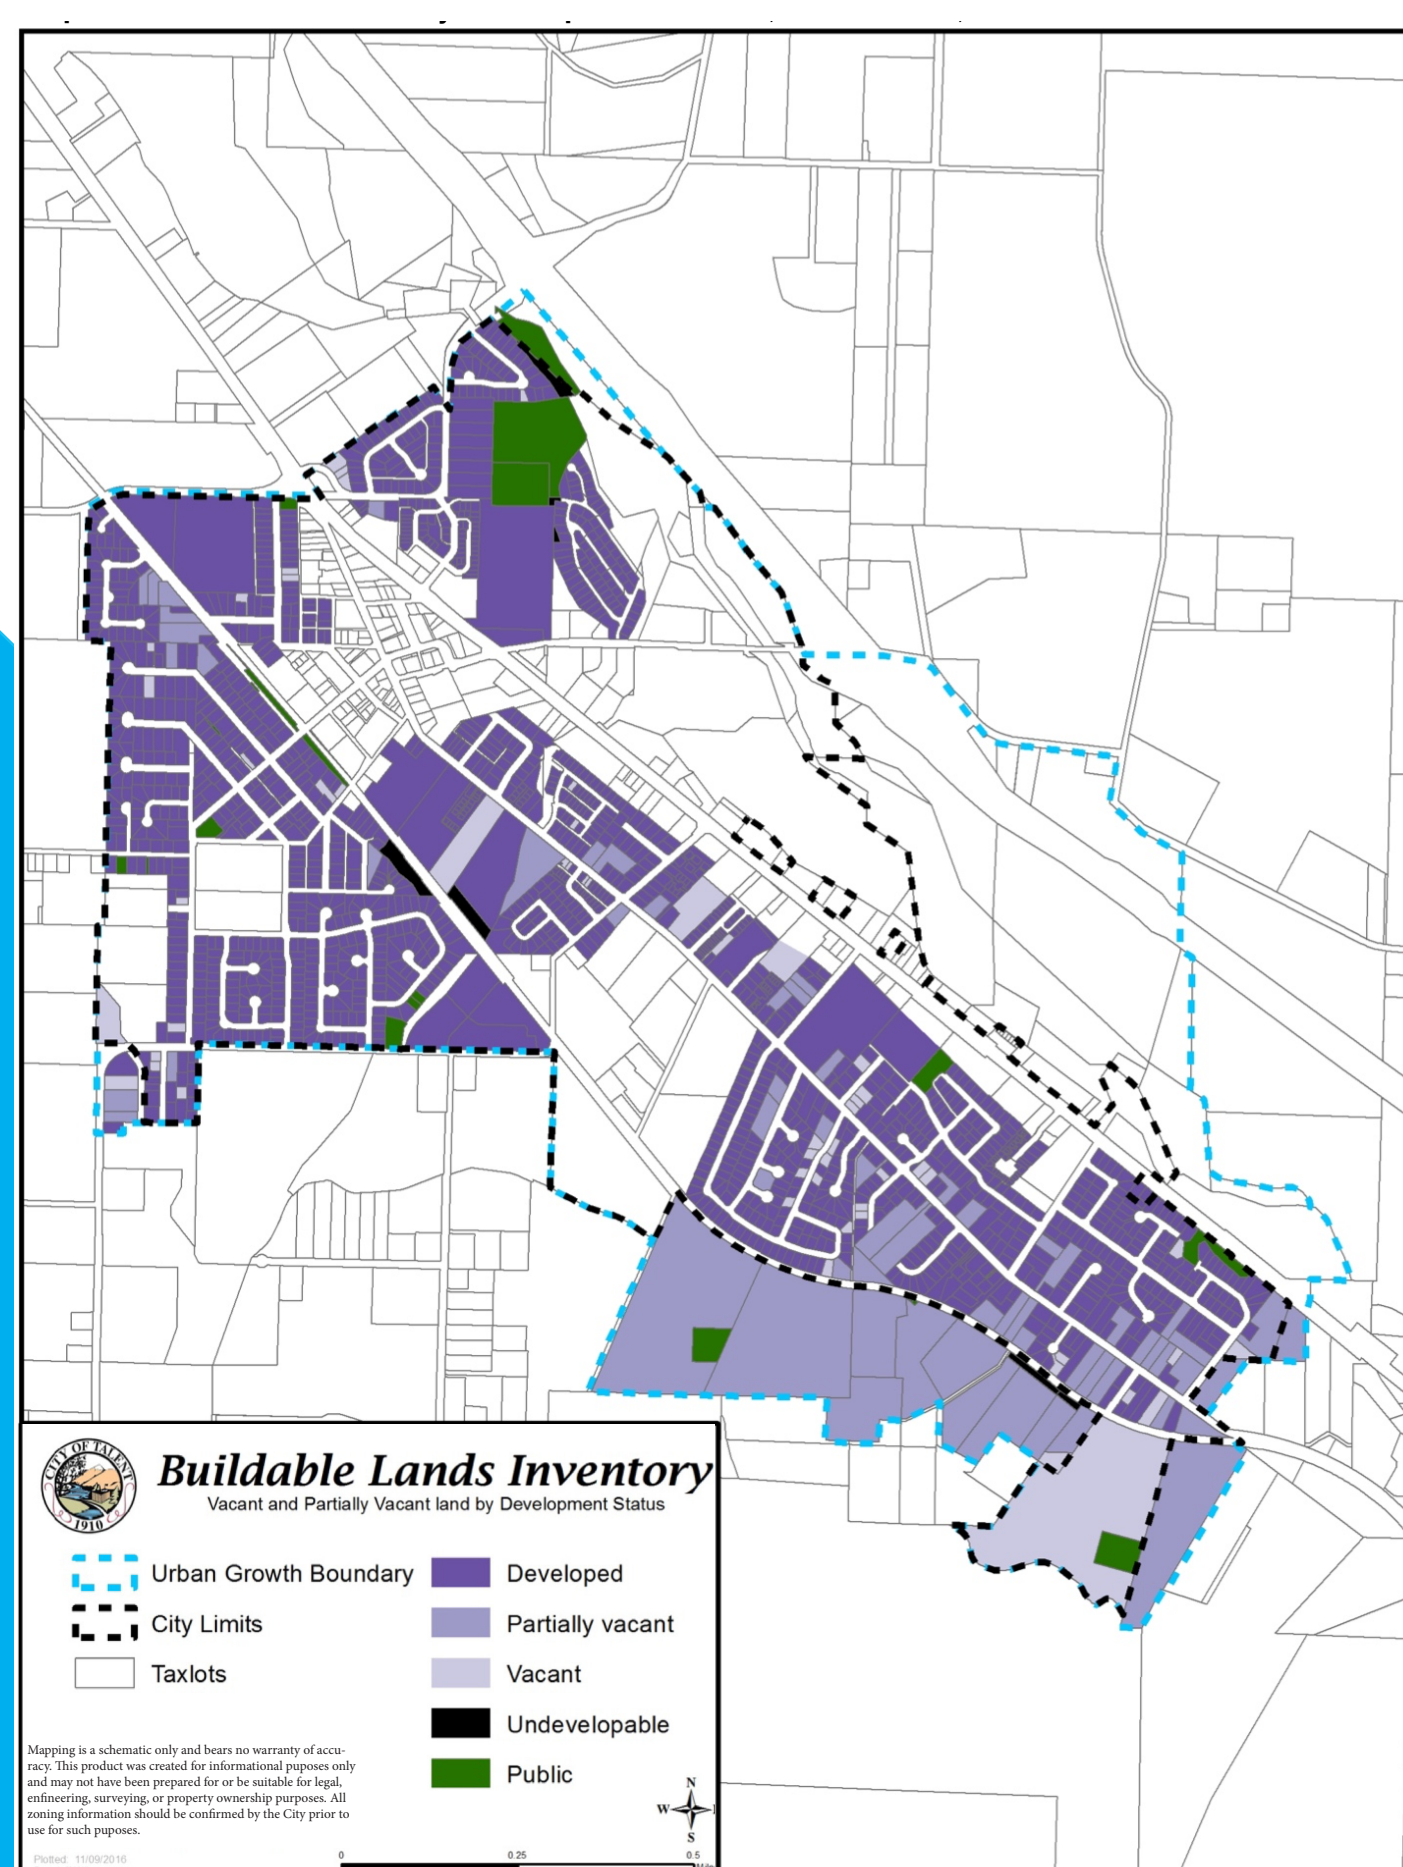 CITY OF TALENT
1910
Buildable Lands Inventory
Vacant and Partially Vacant land by Development Status
Urban Growth Boundary
City Limits
Taxlots
Developed
Partially vacant
Vacant
Undevelopable
Public
Mapping is a schematic only and bears no warranty of accu-
racy. This product was created for informational puposes only
and may not have been prepared for or be suitable for legal,
enfineering, surveying, or property ownership purposes. All
zoning information should be confirmed by the City prior to
use for such puposes.
Plotted: 11/09/2016
N
W
S
0 0.25 0.5